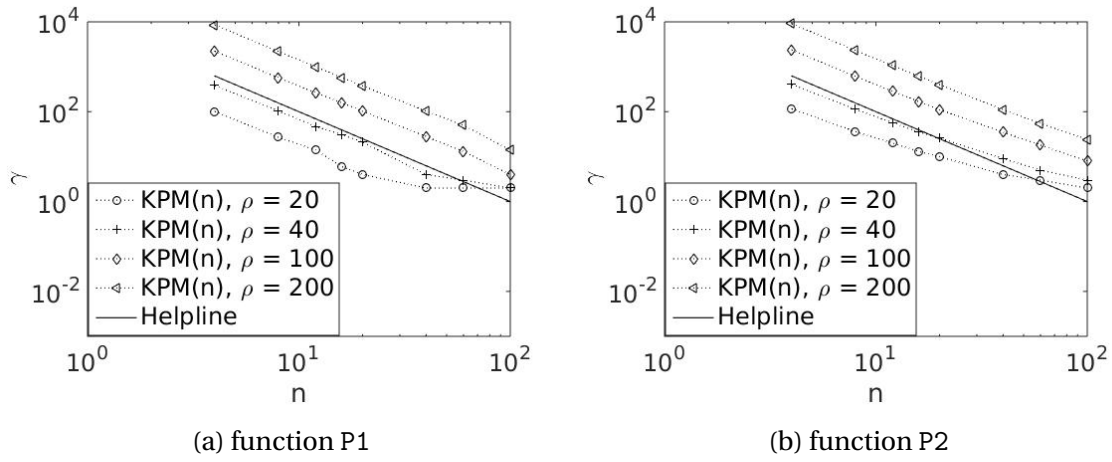 10^4
10^2
10^0
10^-2
γ
KPM(n), ρ = 20
KPM(n), ρ = 40
KPM(n), ρ = 100
KPM(n), ρ = 200
Helpline
10^0
10^1
10^2
n
(a) function P1
10^4
10^2
10^0
10^-2
γ
KPM(n), ρ = 20
KPM(n), ρ = 40
KPM(n), ρ = 100
KPM(n), ρ = 200
Helpline
10^0
10^1
10^2
n
(b) function P2